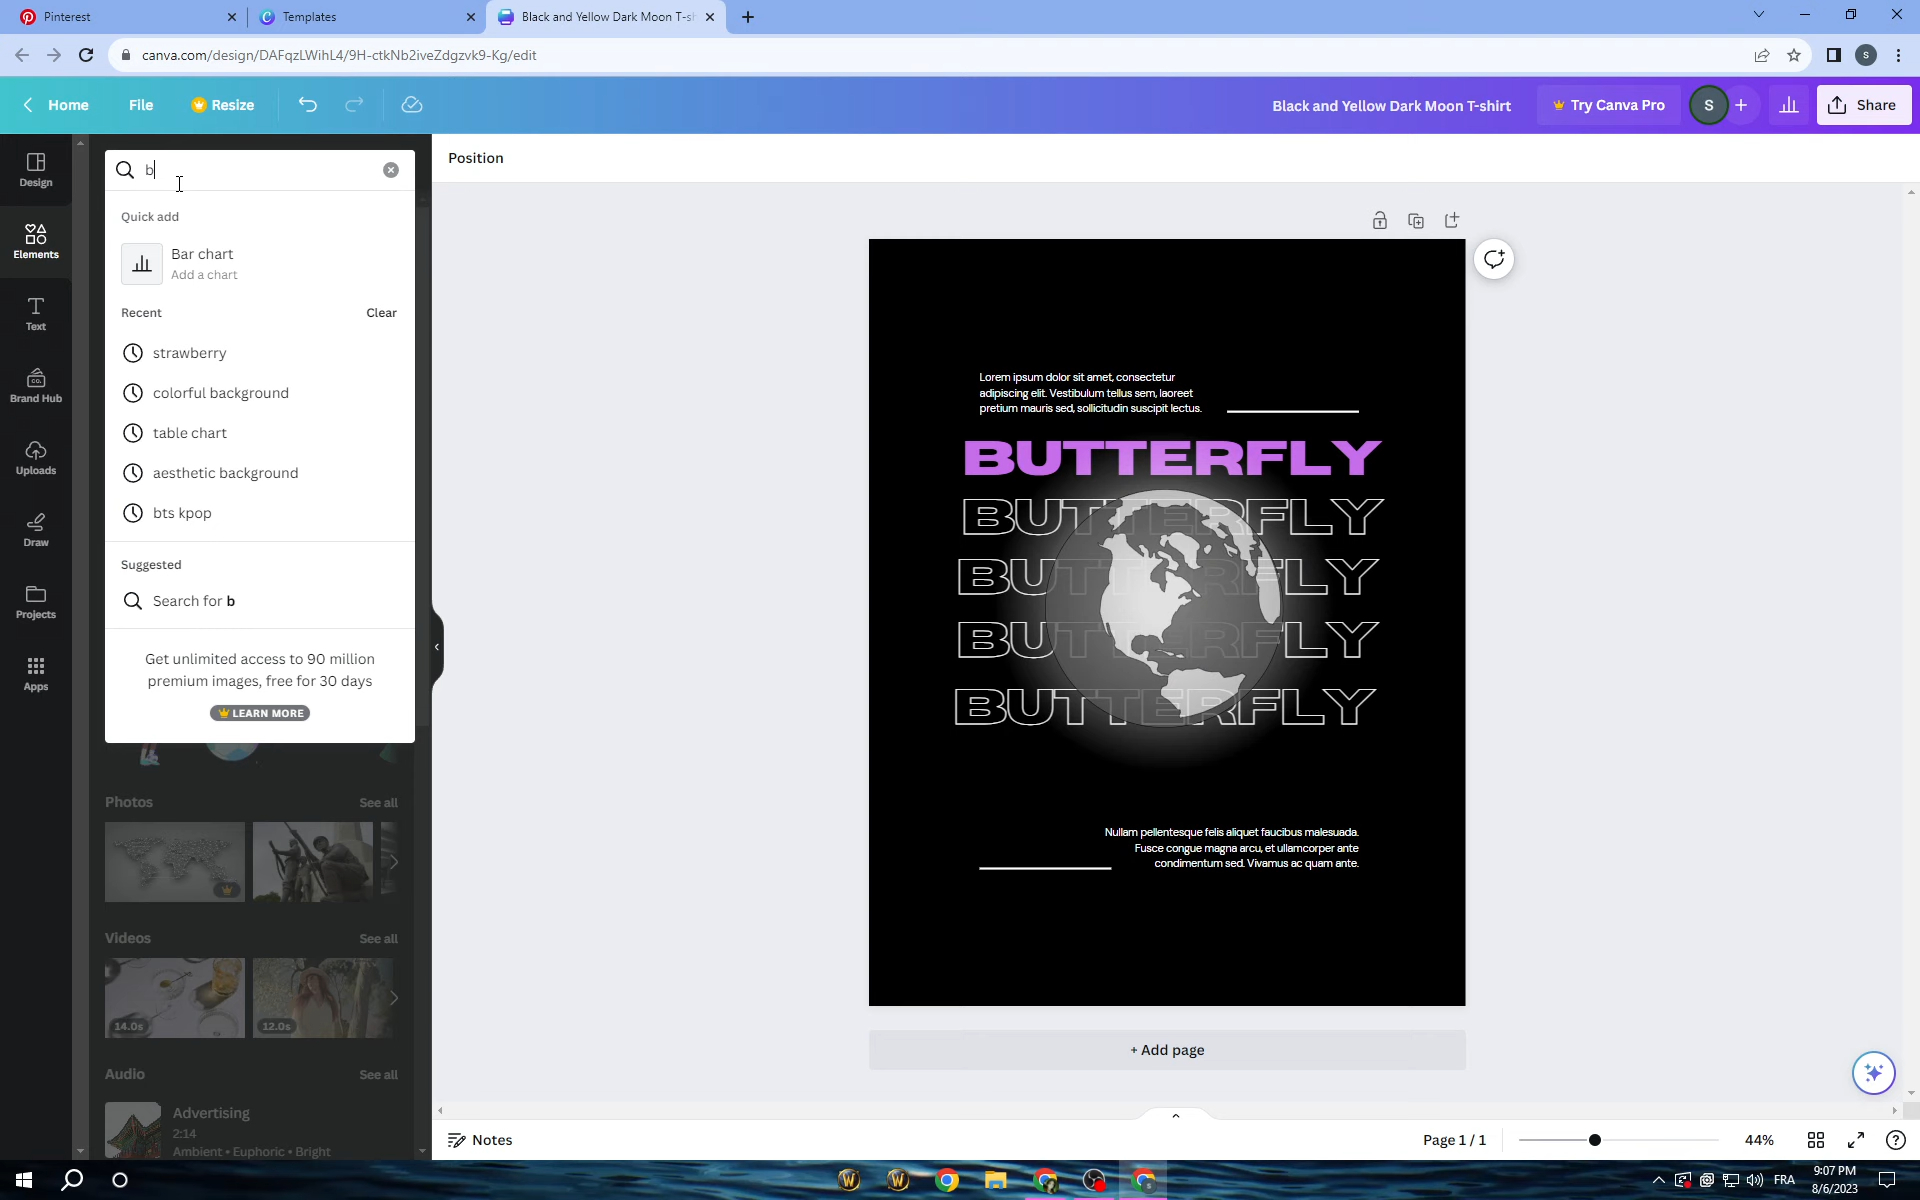 Pinterest
Templates
Black and Yellow Dark Moon T-sh
canva.com/design/DAFqzLWihL4/9H-ctkNb2iveZdgzvk9-Kg/edit
S
Home
File
Resize
Black and Yellow Dark Moon T-shirt
Try Canva Pro
S
Share
Design
Elements
Text
CO.
Brand Hub
Uploads
Draw
Projects
Apps
b
Quick add
Bar chart
Add a chart
Recent
Clear
strawberry
colorful background
table chart
aesthetic background
bts kpop
Suggested
Search for b
Get unlimited access to 90 million
premium images, free for 30 days
LEARN MORE
Photos
See all
Videos
See all
14.0s
12.0s
Audio
See all
Advertising
2:14
Ambient • Euphoric • Bright
Position
Lorem ipsum dolor sit amet, consectetur
adipiscing elit. Vestibulum tellus sem, laoreet
pretium mauris sed, sollicitudin suscipit lectus.
BUTTERFLY
BUTTERFLY
BUTTERFLY
BUTTERFLY
BUTTERFLY
Nullam pellentesque felis aliquet faucibus malesuada.
Fusce congue magna arcu, et ullamcorper ante
condimentum sed. Vivamus ac quam ante.
+ Add page
Notes
Page 1 / 1
44%
FRA
9:07 PM
8/6/2023